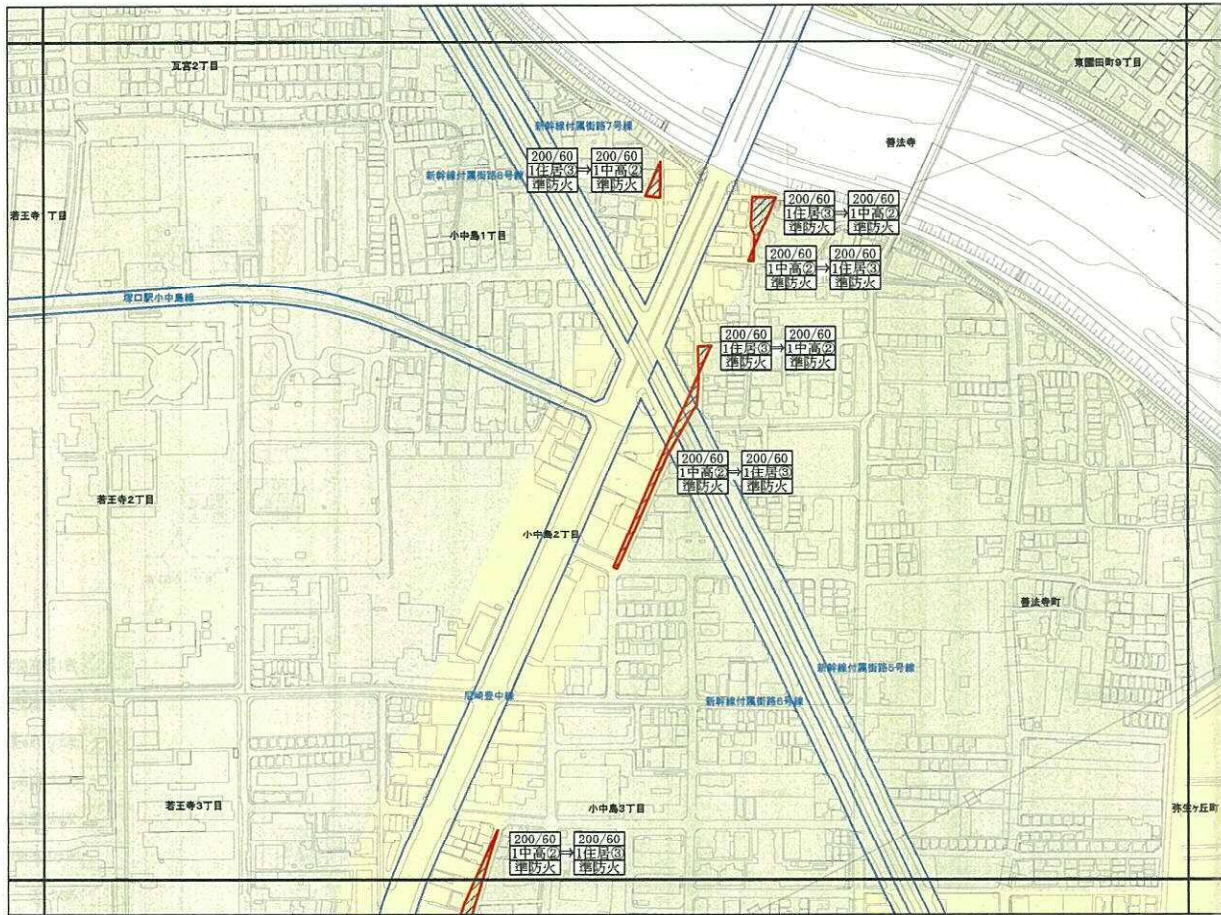 瓦宮2丁目
東園田町9丁目
新幹線付属街路7号線
善法寺
200/60 200/60
1住居③⇒1中高②
準防火 準防火
新幹線付属街路8号線
200/60 200/60
1住居③⇒1中高②
準防火 準防火
若王寺1丁目
小中島1丁目
200/60 200/60
1中高②⇒1住居③
準防火 準防火
塚口駅小中島線
200/60 200/60
1住居③⇒1中高②
準防火 準防火
200/60 200/60
1中高②⇒1住居③
準防火 準防火
若王寺2丁目
小中島2丁目
善法寺町
新幹線付属街路5号線
尼崎豊中線
新幹線付属街路6号線
若王寺3丁目
小中島3丁目
弥生ヶ丘町
200/60 200/60
1中高②⇒1住居③
準防火 準防火